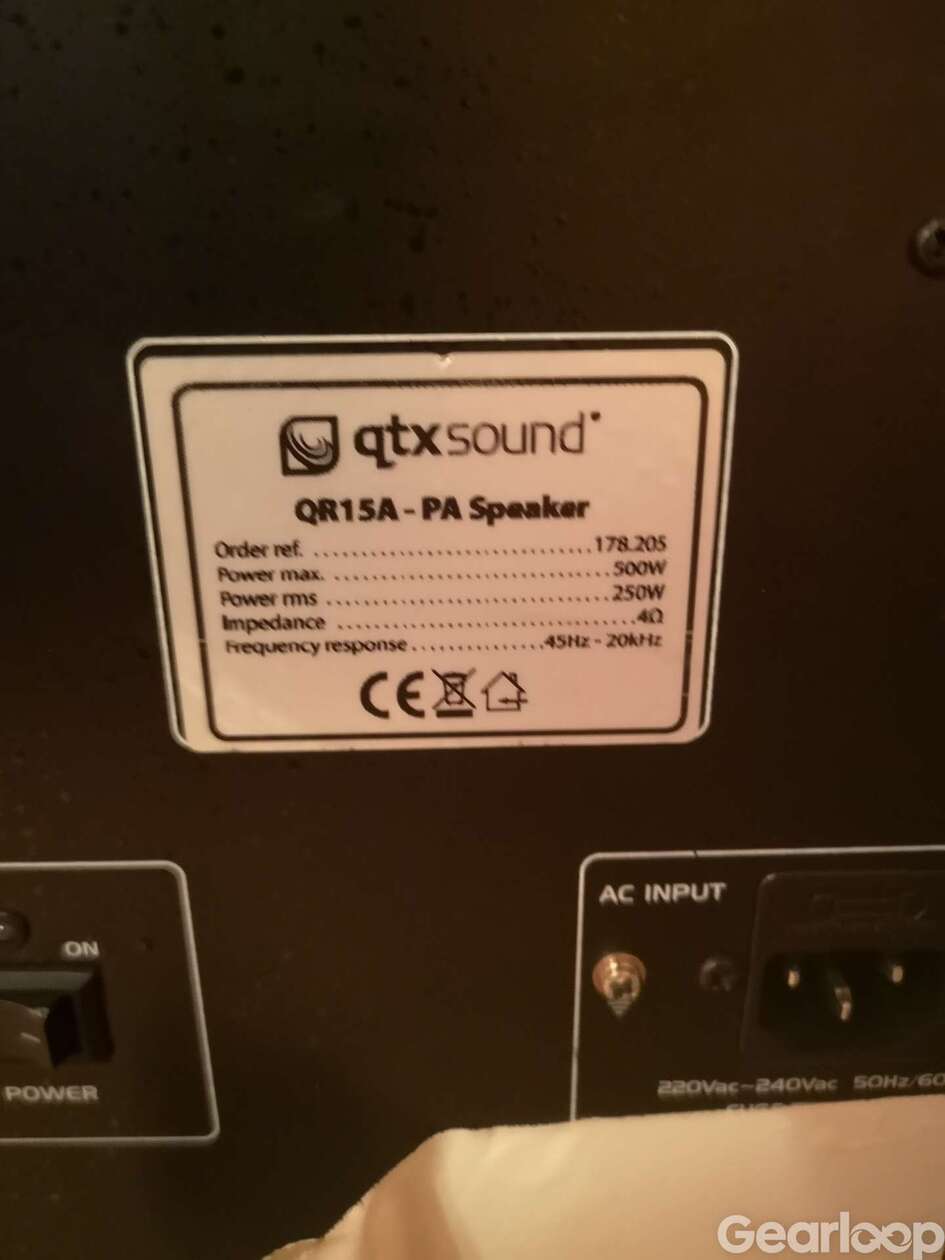 qtxsound
QR15A - PA Speaker
Order ref. ..............................178.205
Power max. ..............................500W
Power rms ..............................250W
Impedance ................................4Ω
Frequency response ..............45Hz - 20kHz
CE
AC INPUT
ON
POWER
220Vac~240Vac 50Hz/60
Gearloop